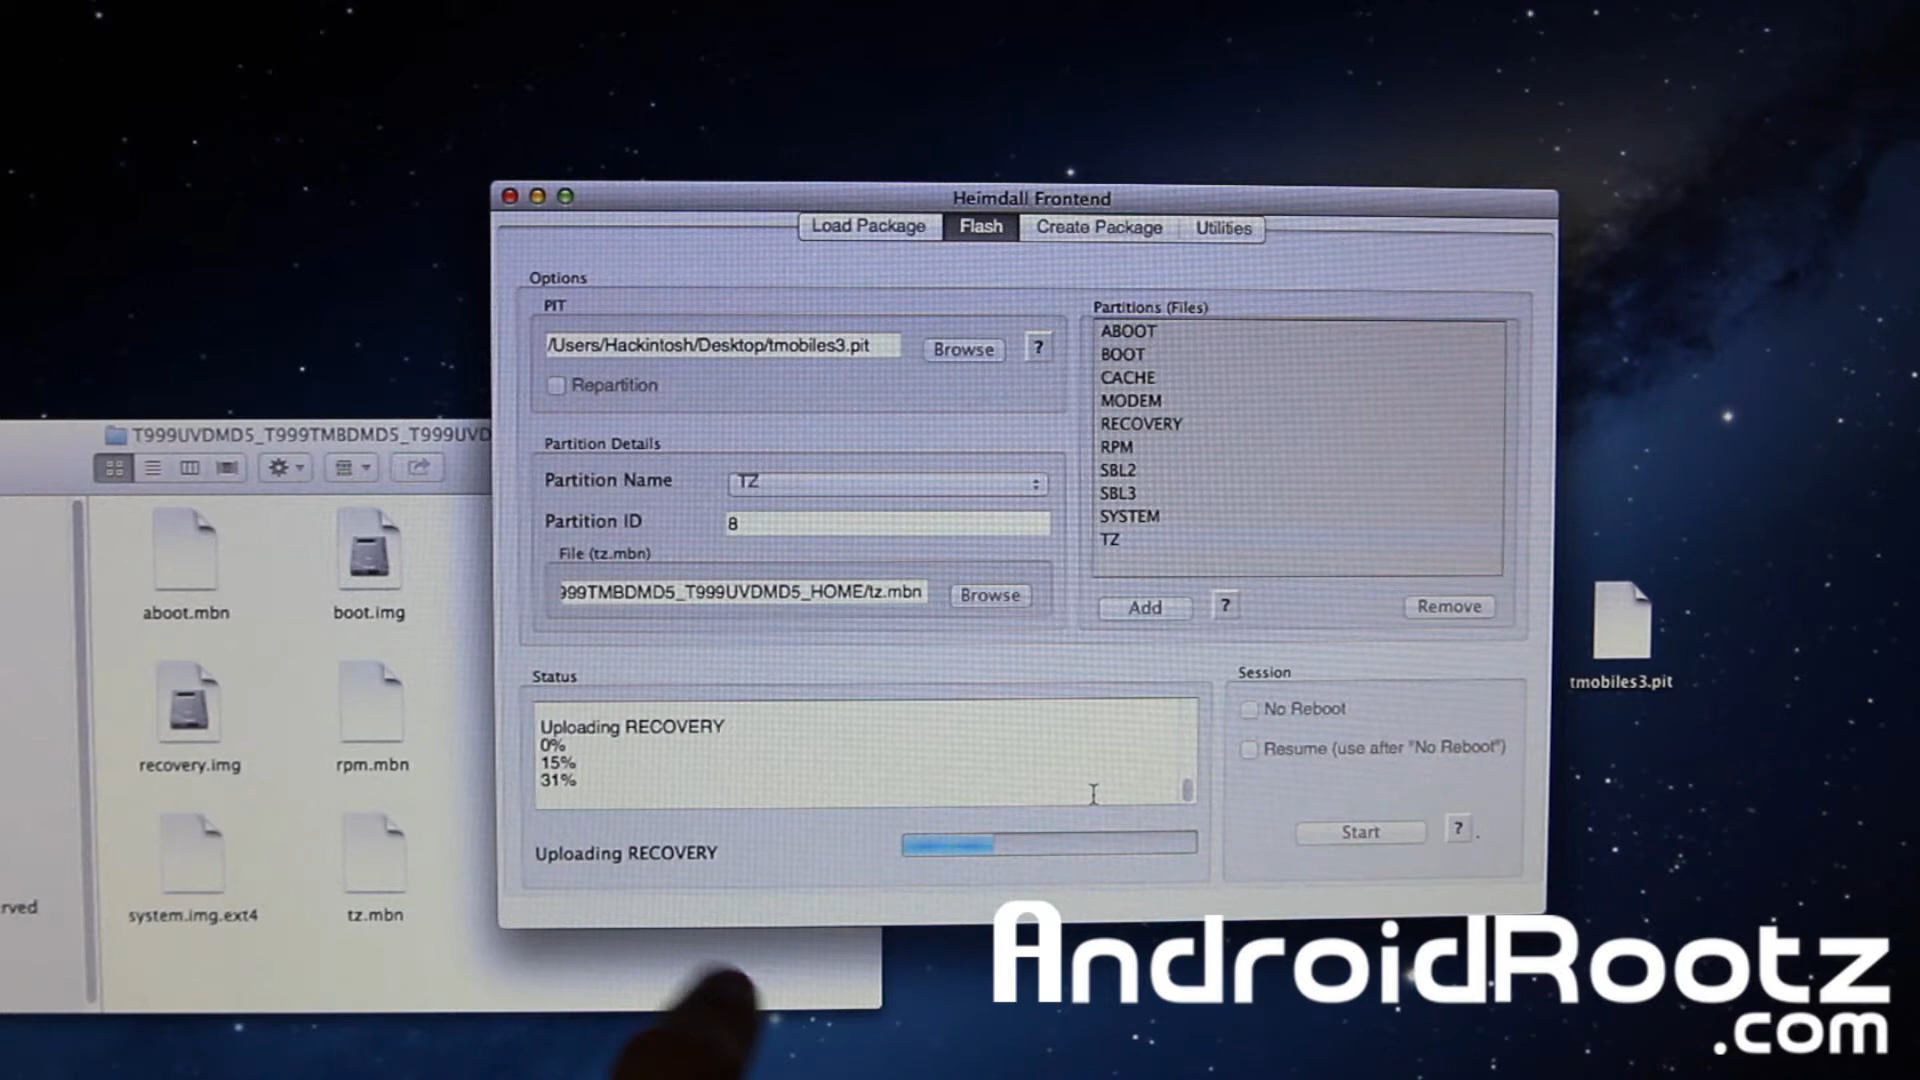 Heimdall Frontend
Load Package Flash Create Package Utilities
Options
PIT
/Users/Hackintosh/Desktop/tmobiles3.pit Browse ?
Repartition
Partition Details
Partition Name TZ
Partition ID 8
File (tz.mbn)
999TMBDMD5_T999UVDMD5_HOME/tz.mbn Browse
Partitions (Files)
ABOOT
BOOT
CACHE
MODEM
RECOVERY
RPM
SBL2
SBL3
SYSTEM
TZ
Add ? Remove
Status
Uploading RECOVERY
0%
15%
31%
Uploading RECOVERY
Session
No Reboot
Resume (use after "No Reboot")
Start ?
T999UVDMD5_T999TMBDMD5_T999UVD
aboot.mbn boot.img
recovery.img rpm.mbn
system.img.ext4 tz.mbn
rved
tmobiles3.pit
AndroidRootz
.com